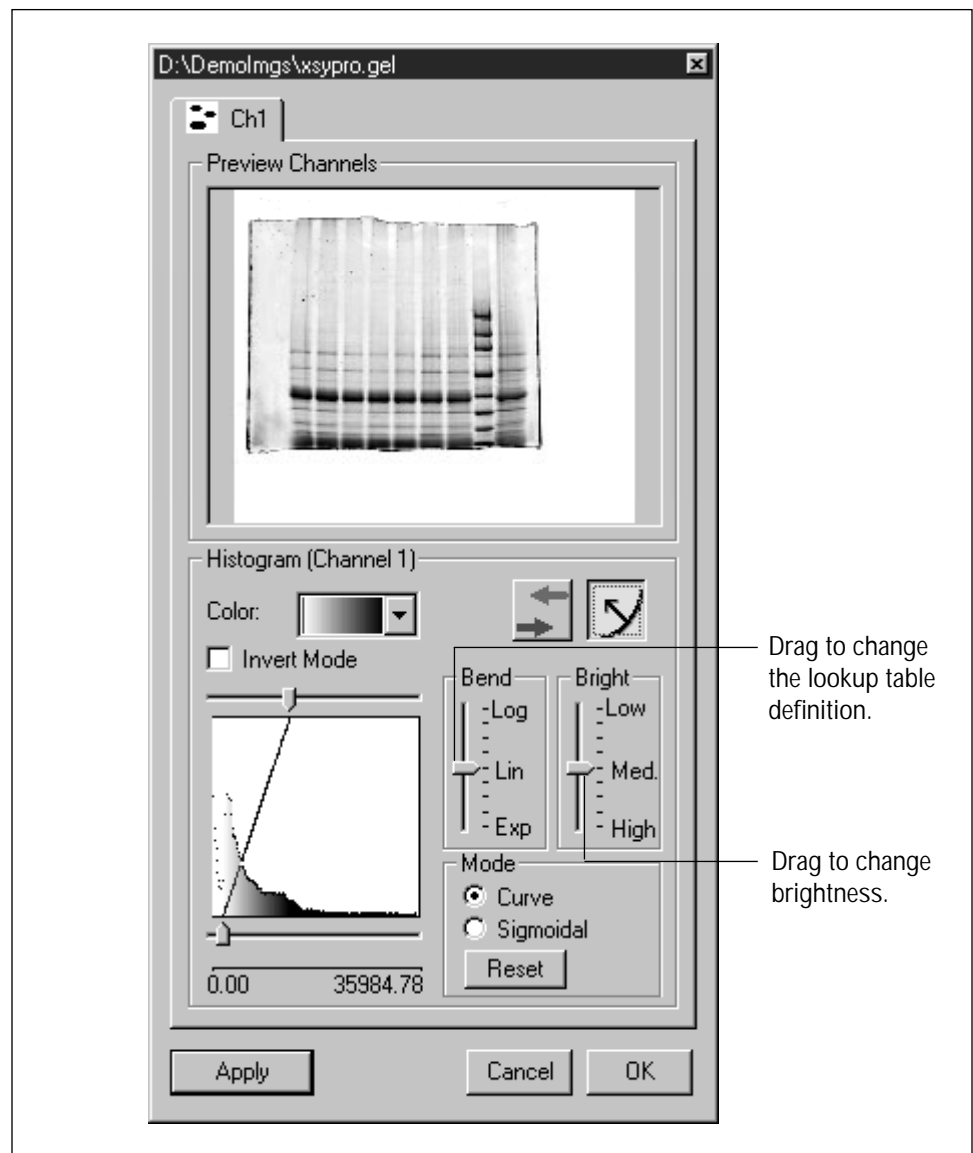 D:\DemoImgs\xsypro.gel
Ch1
Preview Channels
Histogram (Channel 1)
Color:
Invert Mode
Bend
Log
Lin
Exp
Bright
Low
Med.
High
Mode
Curve
Sigmoidal
Reset
0.00 35984.78
Apply Cancel OK
Drag to change
the lookup table
definition.
Drag to change
brightness.